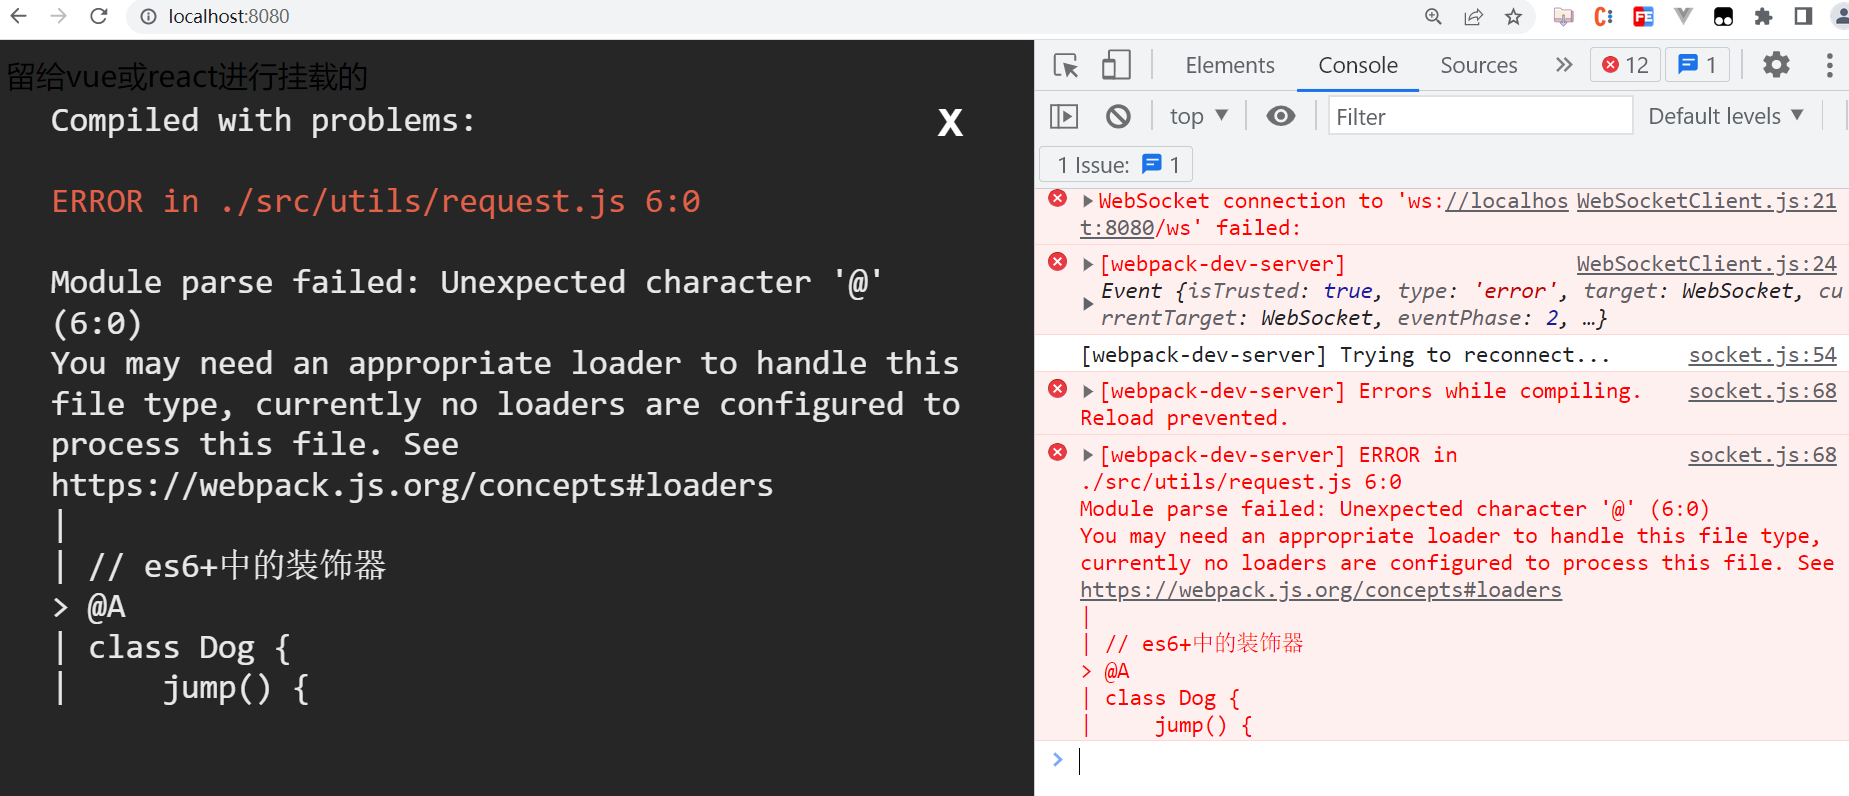 localhost:8080
留给vue或react进行挂载的
Compiled with problems:
X
ERROR in ./src/utils/request.js 6:0
Module parse failed: Unexpected character '@'
(6:0)
You may need an appropriate loader to handle this
file type, currently no loaders are configured to
process this file. See
https://webpack.js.org/concepts#loaders
|
| // es6+中的装饰器
> @A
| class Dog {
|     jump() {
Elements
Console
Sources
12
1
top
Filter
Default levels
1 Issue: 1
WebSocket connection to 'ws://localhos WebSocketClient.js:21
t:8080/ws' failed:
[webpack-dev-server] WebSocketClient.js:24
Event {isTrusted: true, type: 'error', target: WebSocket, cu
rrentTarget: WebSocket, eventPhase: 2, …}
[webpack-dev-server] Trying to reconnect... socket.js:54
[webpack-dev-server] Errors while compiling. socket.js:68
Reload prevented.
[webpack-dev-server] ERROR in socket.js:68
./src/utils/request.js 6:0
Module parse failed: Unexpected character '@' (6:0)
You may need an appropriate loader to handle this file type,
currently no loaders are configured to process this file. See
https://webpack.js.org/concepts#loaders
|
| // es6+中的装饰器
> @A
| class Dog {
|     jump() {